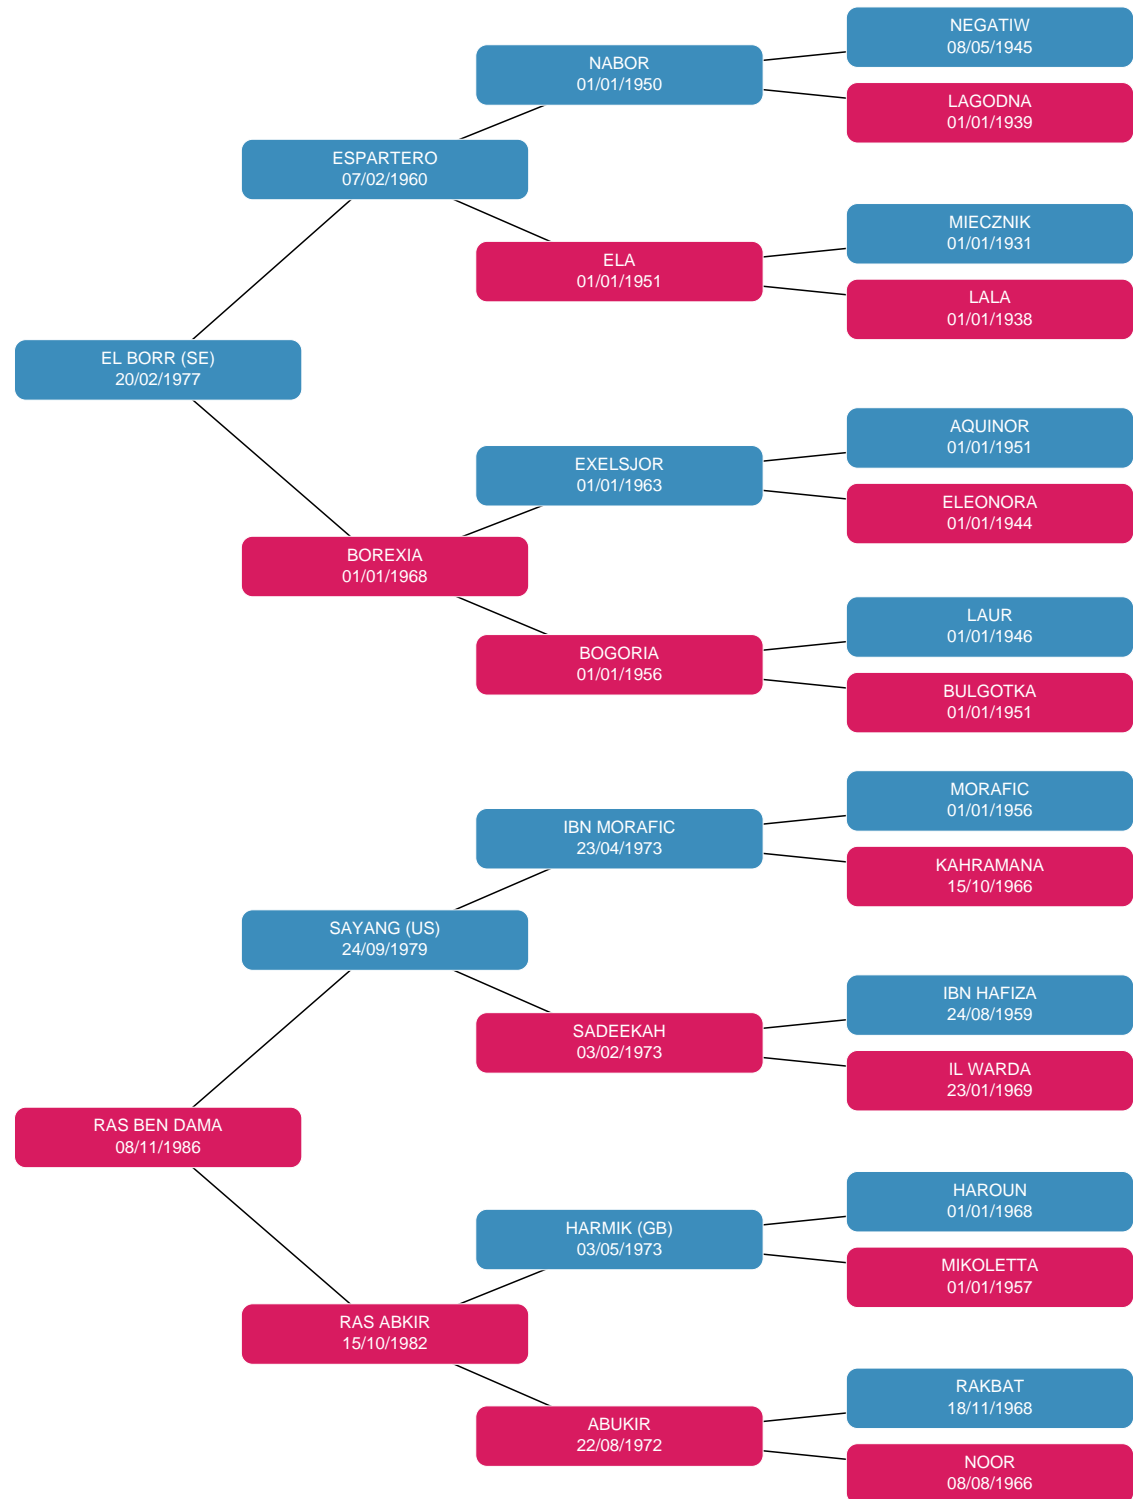 NEGATIW
08/05/1945
NABOR
01/01/1950
LAGODNA
01/01/1939
ESPARTERO
07/02/1960
MIECZNIK
01/01/1931
ELA
01/01/1951
LALA
01/01/1938
EL BORR (SE)
20/02/1977
AQUINOR
01/01/1951
EXELSJOR
01/01/1963
ELEONORA
01/01/1944
BOREXIA
01/01/1968
LAUR
01/01/1946
BOGORIA
01/01/1956
BULGOTKA
01/01/1951
MORAFIC
01/01/1956
IBN MORAFIC
23/04/1973
KAHRAMANA
15/10/1966
SAYANG (US)
24/09/1979
IBN HAFIZA
24/08/1959
SADEEKAH
03/02/1973
IL WARDA
23/01/1969
RAS BEN DAMA
08/11/1986
HAROUN
01/01/1968
HARMIK (GB)
03/05/1973
MIKOLETTA
01/01/1957
RAS ABKIR
15/10/1982
RAKBAT
18/11/1968
ABUKIR
22/08/1972
NOOR
08/08/1966